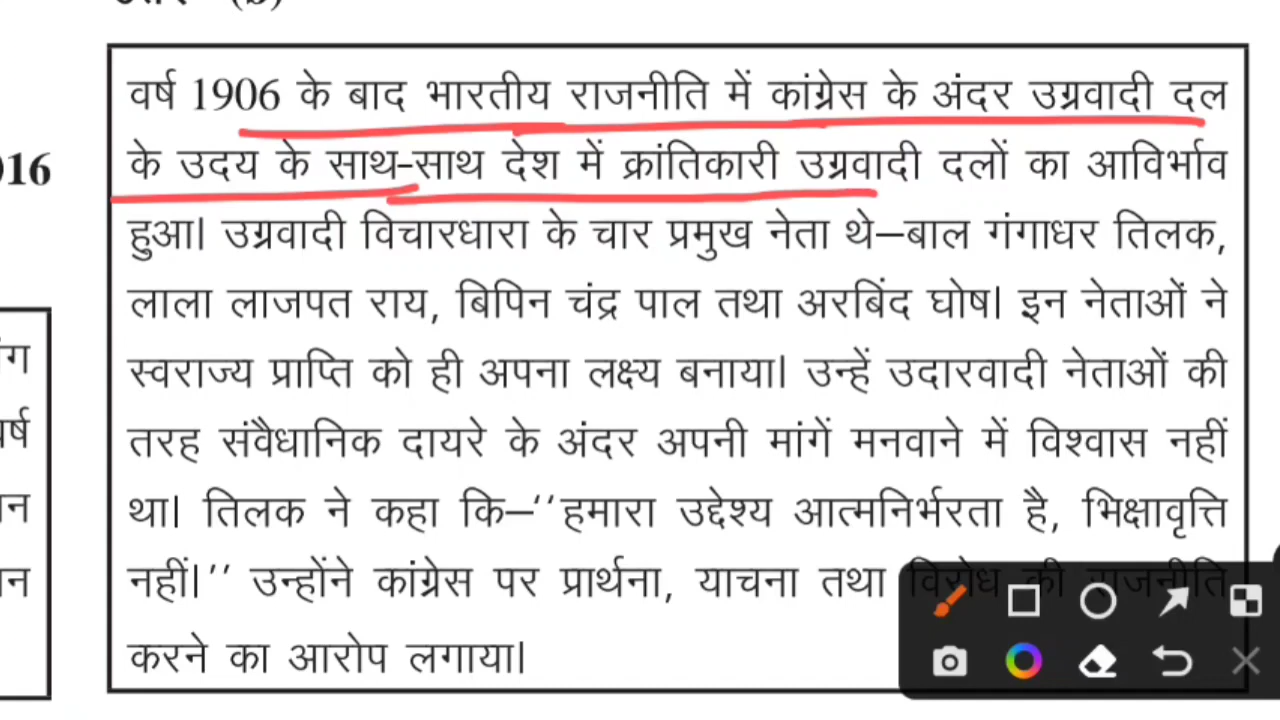 (b)
वर्ष 1906 के बाद भारतीय राजनीति में कांग्रेस के अंदर उग्रवादी दल
के उदय के साथ-साथ देश में क्रांतिकारी उग्रवादी दलों का आविर्भाव
016
हुआ। उग्रवादी विचारधारा के चार प्रमुख नेता थे–बाल गंगाधर तिलक,
लाला लाजपत राय, बिपिन चंद्र पाल तथा अरबिंद घोष। इन नेताओं ने
स्वराज्य प्राप्ति को ही अपना लक्ष्य बनाया। उन्हें उदारवादी नेताओं की
तरह संवैधानिक दायरे के अंदर अपनी मांगें मनवाने में विश्वास नहीं
था। तिलक ने कहा कि–''हमारा उद्देश्य आत्मनिर्भरता है, भिक्षावृत्ति
नहीं।'' उन्होंने कांग्रेस पर प्रार्थना, याचना तथा विरोध की राजनीति
करने का आरोप लगाया।